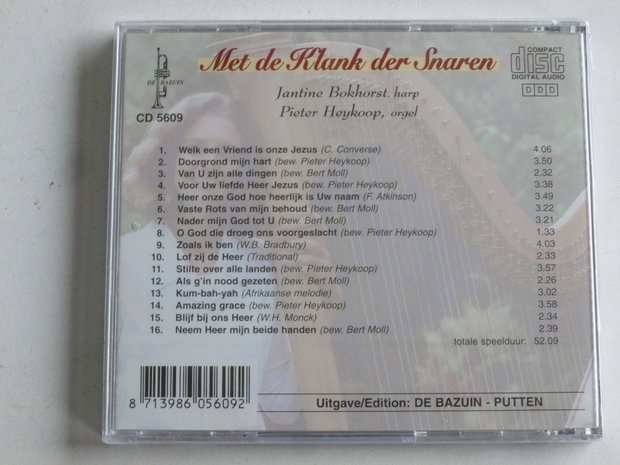 Met de Klank der Snaren
COMPACT
disc
DIGITAL AUDIO
DDD
DE BAZUIN
CD 5609
Jantine Bokhorst, harp
Pieter Heykoop, orgel
1. Welk een Vriend is onze Jezus (C. Converse) 4.06
2. Doorgrond mijn hart (bew. Pieter Heykoop) 3.50
3. Van U zijn alle dingen (bew. Bert Moll) 2.32
4. Voor Uw liefde Heer Jezus (bew. Pieter Heykoop) 3.38
5. Heer onze God hoe heerlijk is Uw naam (F. Atkinson) 3.49
6. Vaste Rots van mijn behoud (bew. Bert Moll) 3.22
7. Nader mijn God tot U (bew. Bert Moll) 3.21
8. O God die droeg ons voorgeslacht (bew. Pieter Heykoop) 1.33
9. Zoals ik ben (W.B. Bradbury) 4.03
10. Lof zij de Heer (Traditional) 2.33
11. Stilte over alle landen (bew. Pieter Heykoop) 3.57
12. Als g'in nood gezeten (bew. Bert Moll) 2.26
13. Kum-bah-yah (Afrikaanse melodie) 3.02
14. Amazing grace (bew. Pieter Heykoop) 3.58
15. Blijf bij ons Heer (W.H. Monck) 2.34
16. Neem Heer mijn beide handen (bew. Bert Moll) 2.39
totale speelduur: 52.09
8 713986 056092
Uitgave/Edition: DE BAZUIN - PUTTEN